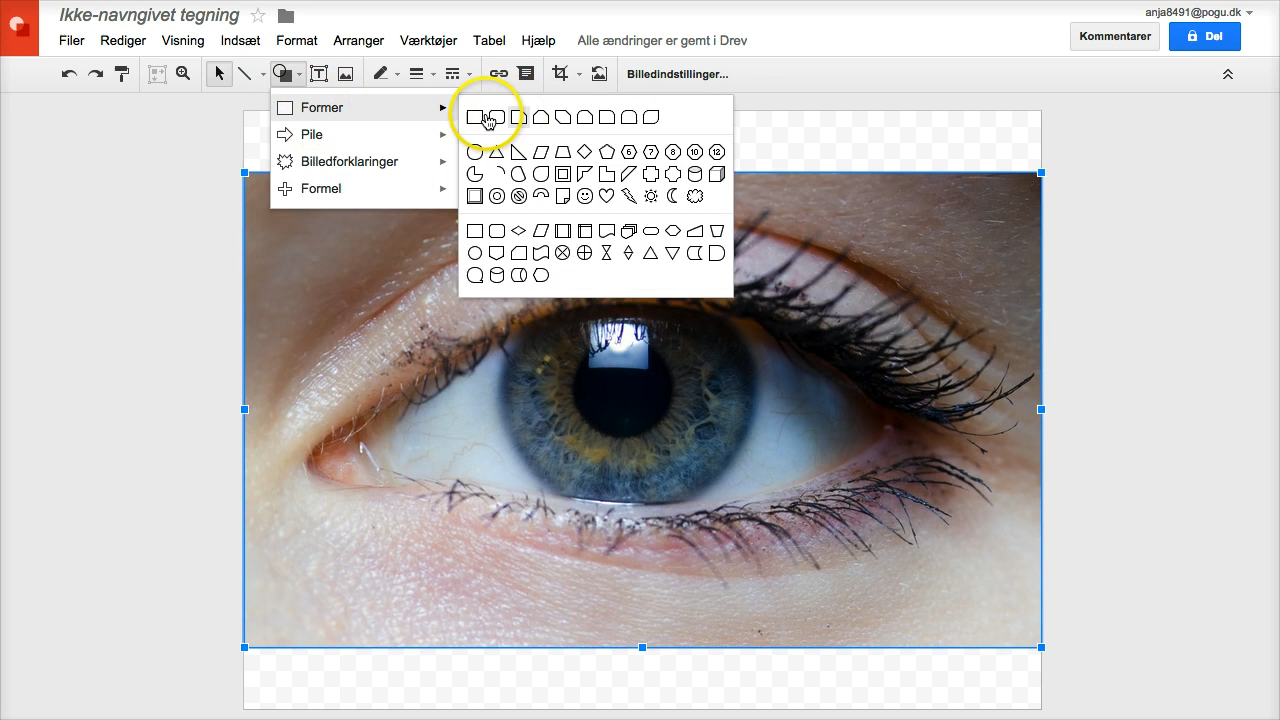 Ikke-navngivet tegning
anja8491@pogu.dk
Filer Rediger Visning Indsæt Format Arranger Værktøjer Tabel Hjælp Alle ændringer er gemt i Drev
Kommentarer Del
Billedindstillinger...
Former
Pile
Billedforklaringer
Formel
6 7 8 10 12